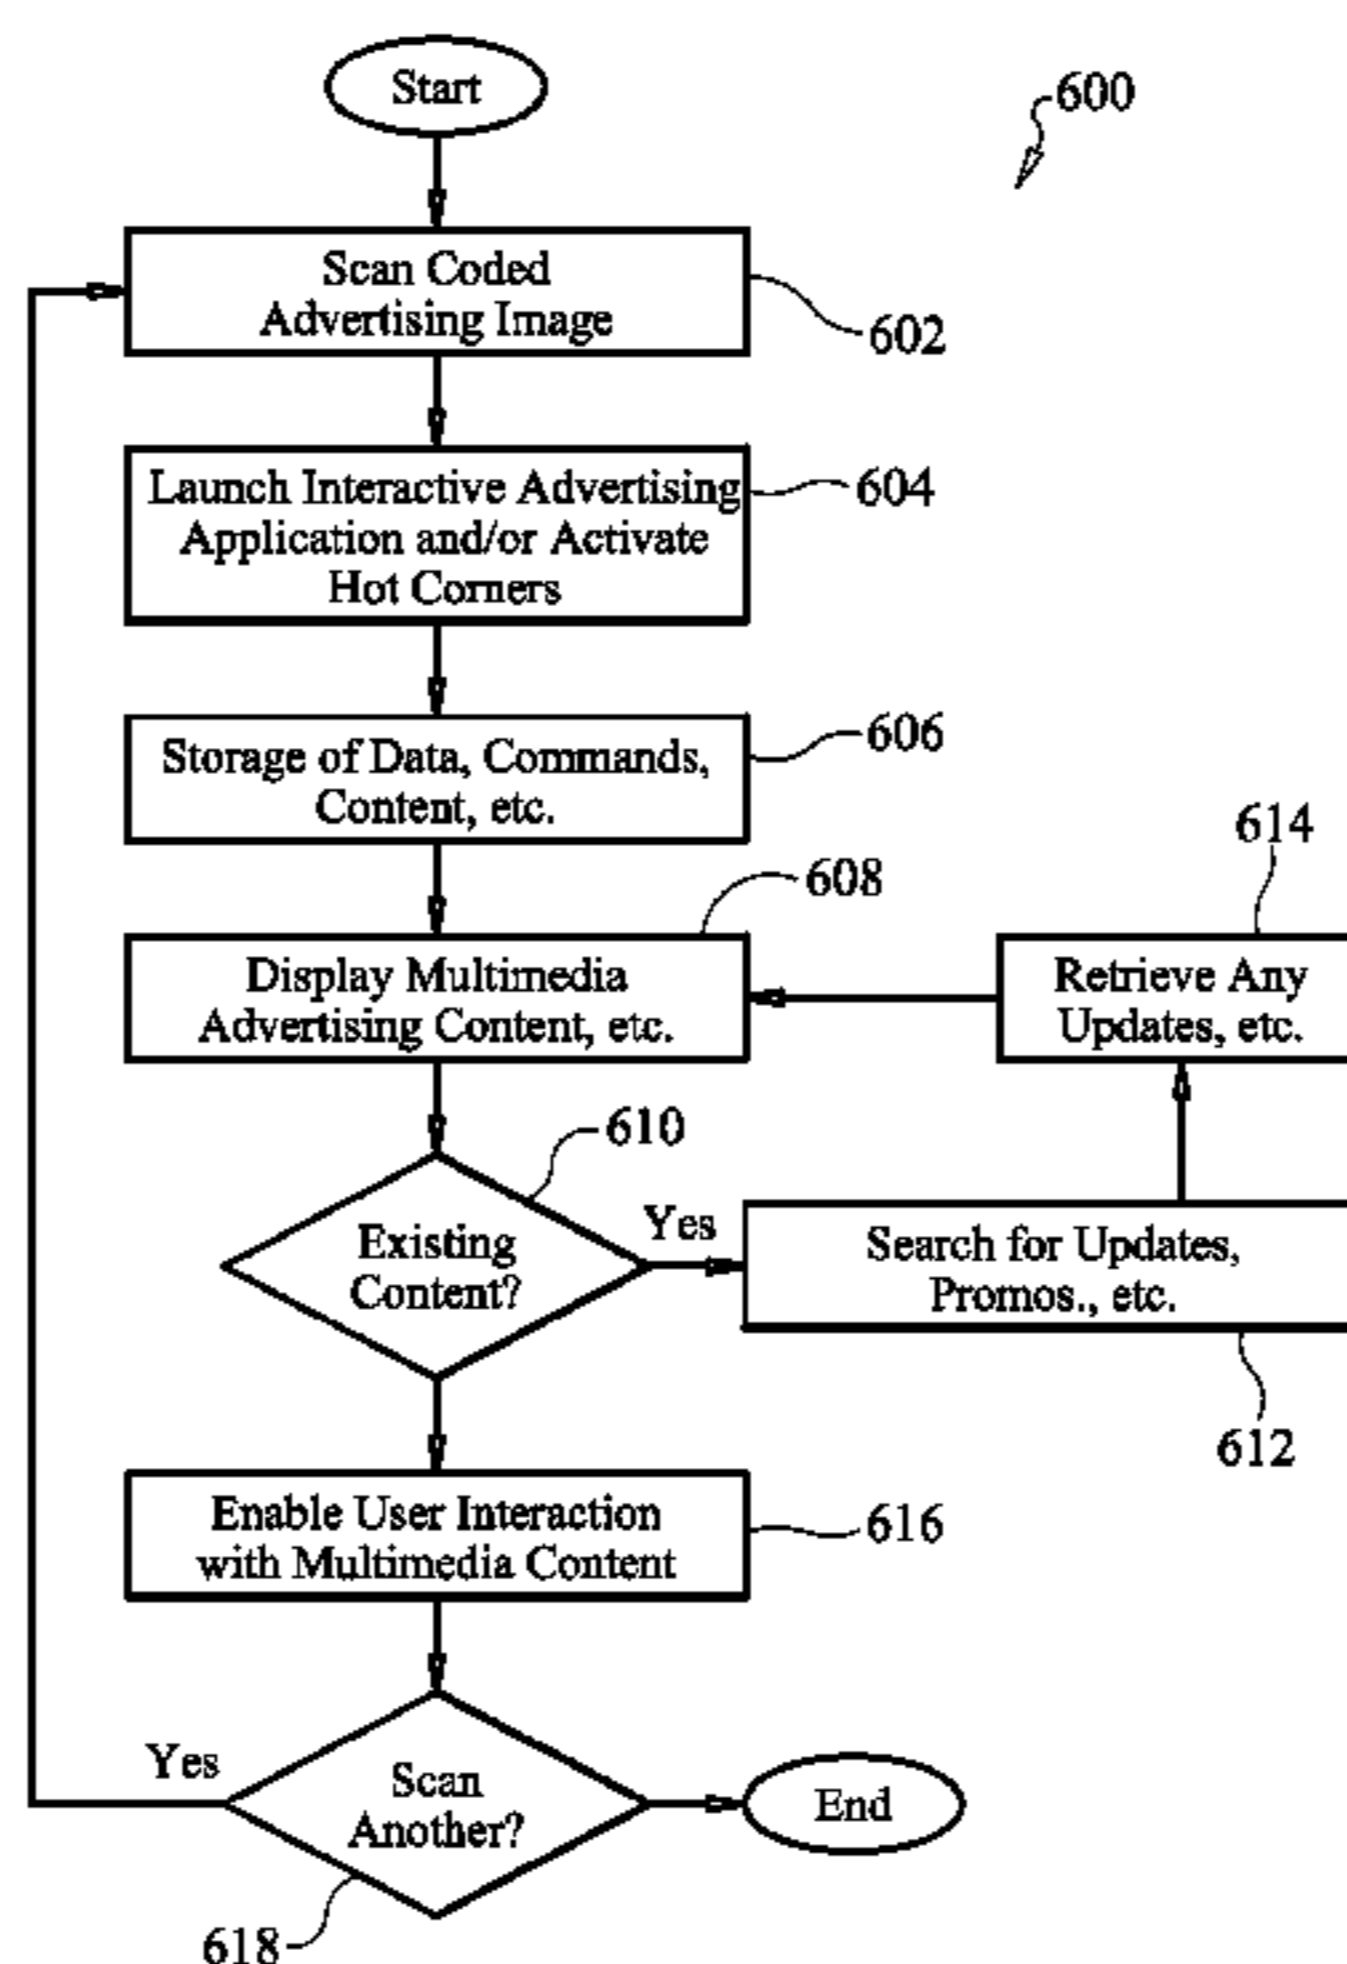 Start
600
Scan Coded
Advertising Image
602
Launch Interactive Advertising
Application and/or Activate
Hot Corners
604
Storage of Data, Commands,
Content, etc.
606
608
Display Multimedia
Advertising Content, etc.
614
Retrieve Any
Updates, etc.
610
Existing
Content?
Yes
Search for Updates,
Promos., etc.
612
Enable User Interaction
with Multimedia Content
616
Yes
Scan
Another?
End
618